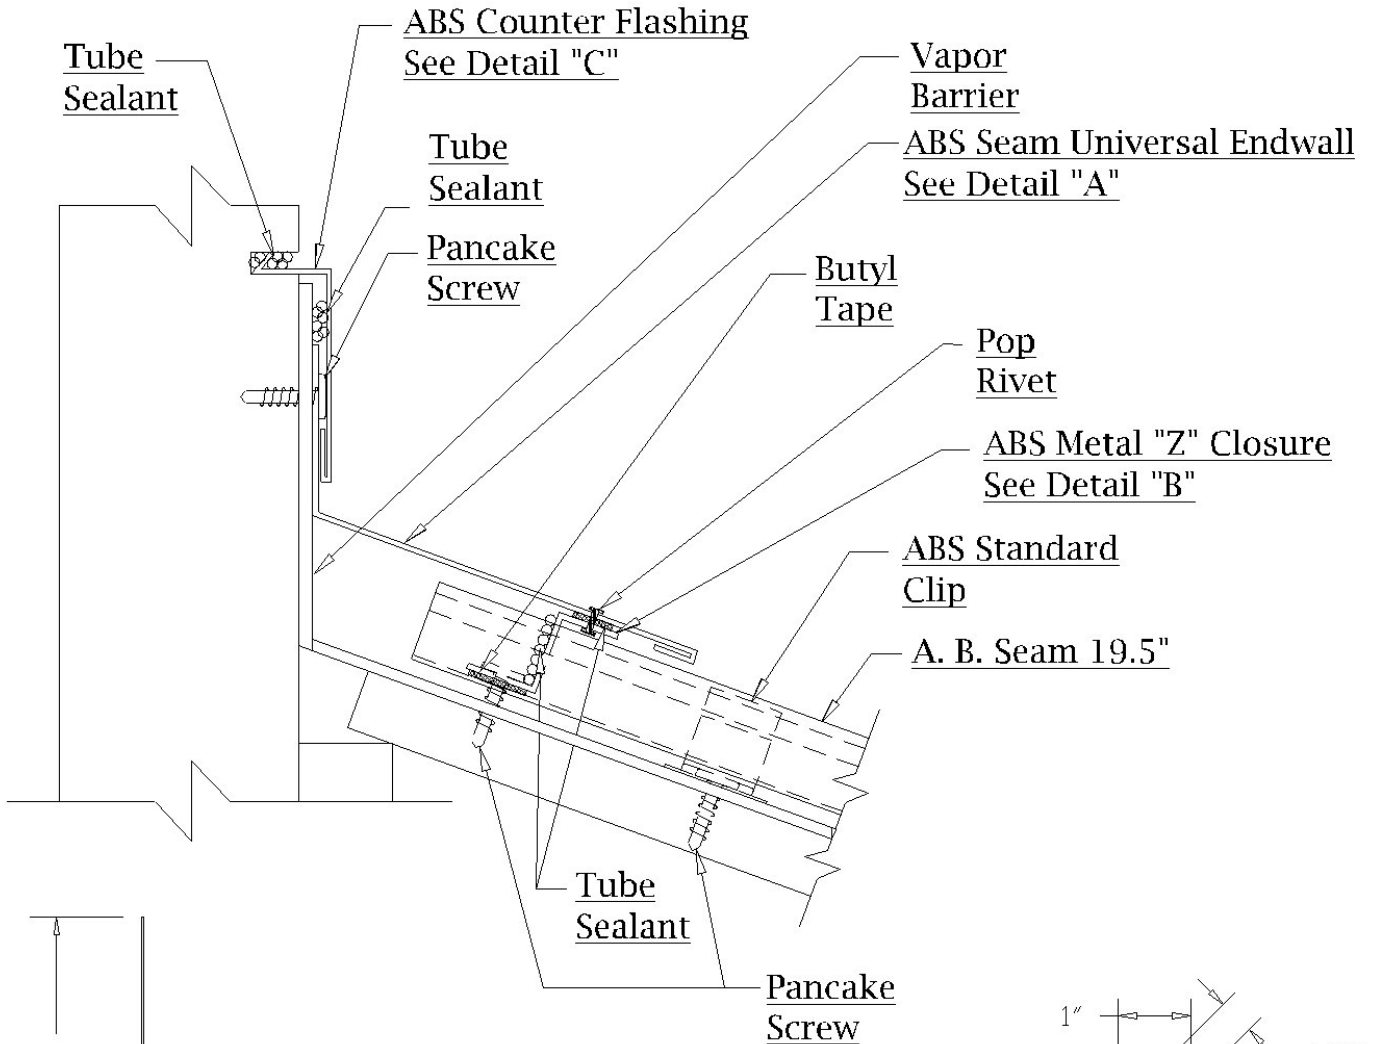 ABS Counter Flashing
See Detail "C"
Tube
Sealant
Vapor
Barrier
Tube
Sealant
ABS Seam Universal Endwall
See Detail "A"
Pancake
Screw
Butyl
Tape
Pop
Rivet
ABS Metal "Z" Closure
See Detail "B"
ABS Standard
Clip
A. B. Seam 19.5"
Tube
Sealant
Pancake
Screw
1"